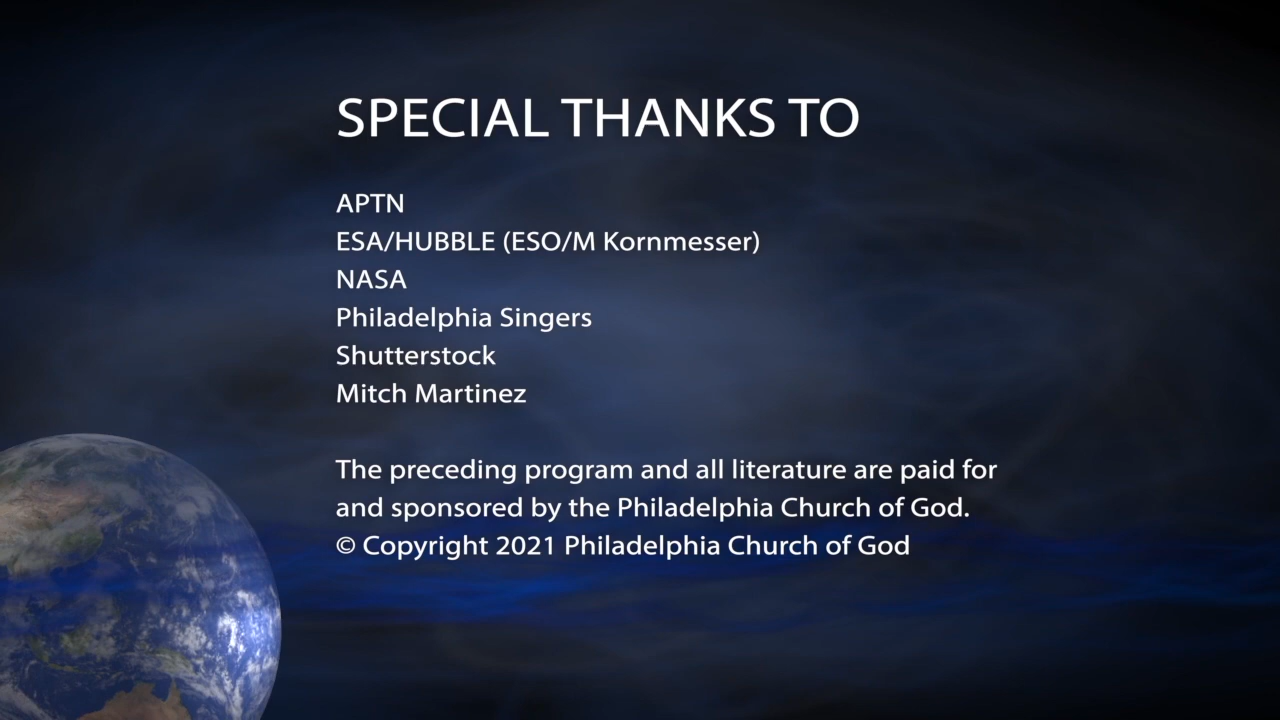 SPECIAL THANKS TO
APTN
ESA/HUBBLE (ESO/M Kornmesser)
NASA
Philadelphia Singers
Shutterstock
Mitch Martinez
The preceding program and all literature are paid for
and sponsored by the Philadelphia Church of God.
© Copyright 2021 Philadelphia Church of God